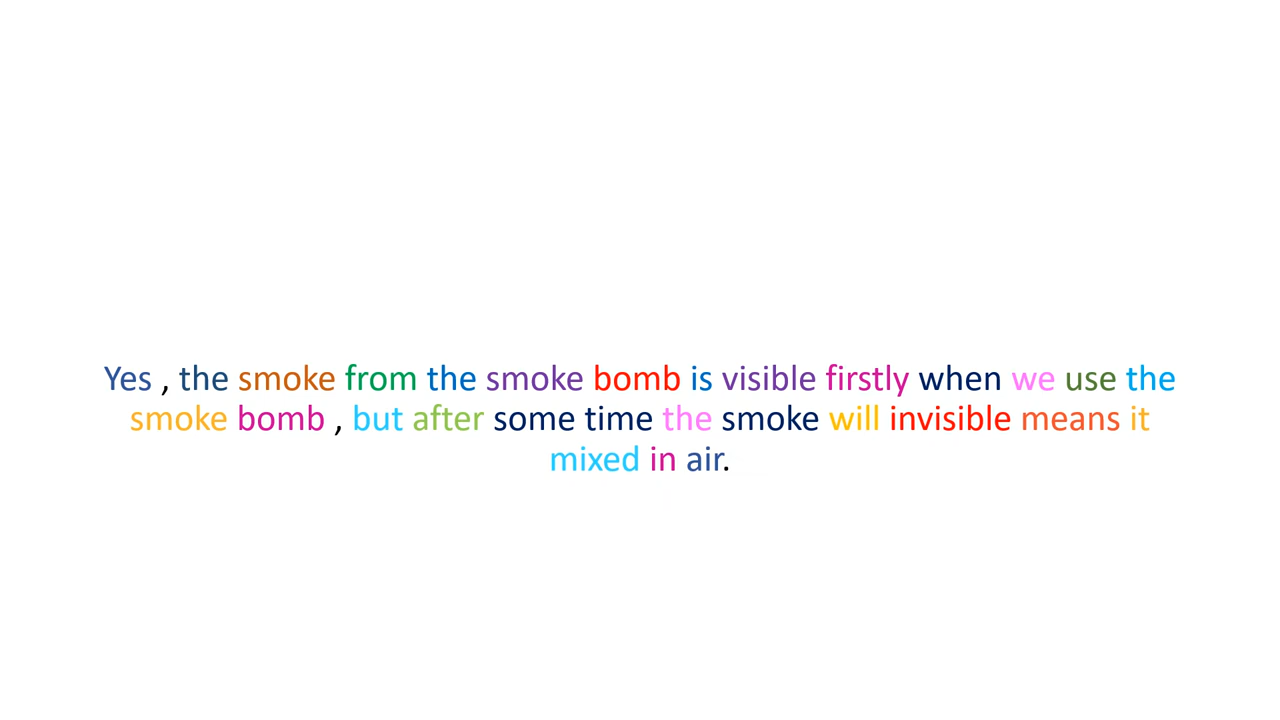 Yes , the smoke from the smoke bomb is visible firstly when we use the
smoke bomb , but after some time the smoke will invisible means it
mixed in air.